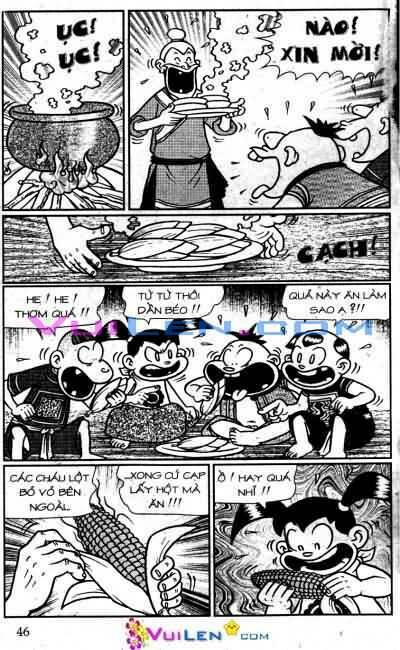 ỤC!
ỤC!
NÀO!
XIN MỜI!
CẠCH!
HE! HE!
THƠM QUÁ!!
TỪ TỪ THÔI
DẦN BÉO!!
QUẢ NÀY ĂN LÀM
SAO Ạ?!!
VUILEN.COM
CÁC CHÁU LỘT
BỎ VỎ BÊN
NGOÀI
...XONG CỨ CẠP
LẤY HỘT MÀ
ĂN!!!
Ồ! HAY QUÁ
NHỈ!!!
46
VUILEN.COM